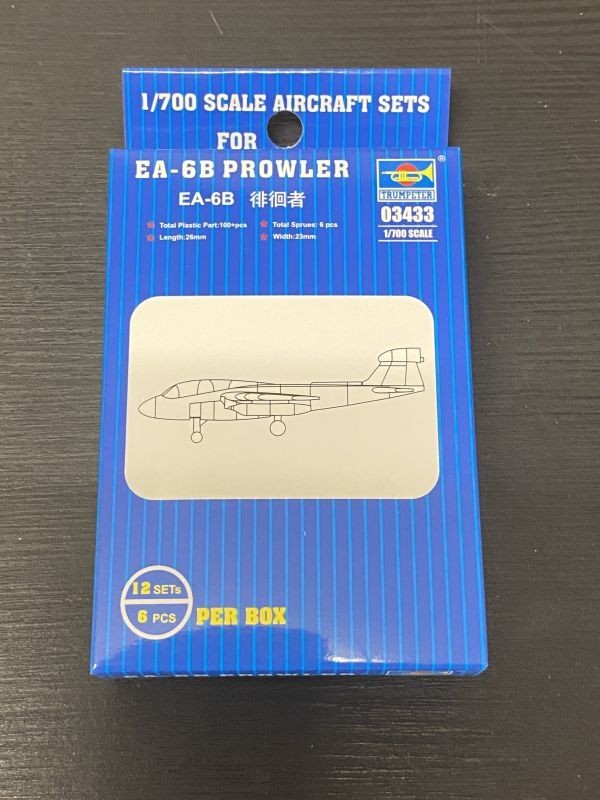 1/700 SCALE AIRCRAFT SETS
FOR
EA-6B PROWLER
EA-6B 徘徊者
Total Plastic Part:100+pcs Total Sprues: 6 pcs
Length:26mm Width:23mm
®
TRUMPETER
03433
1/700 SCALE
12 SETs
6 PCS
PER BOX